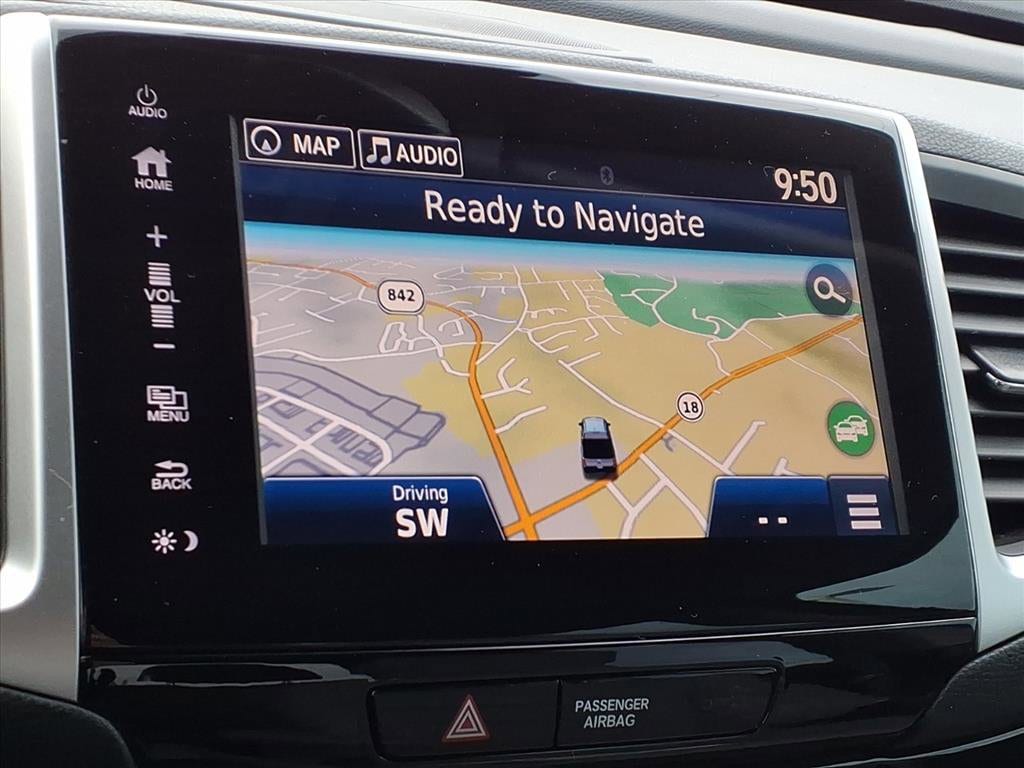 AUDIO
HOME
+
VOL
−
MENU
BACK
MAP
AUDIO
9:50
Ready to Navigate
842
18
Driving
SW
--
PASSENGER
AIRBAG